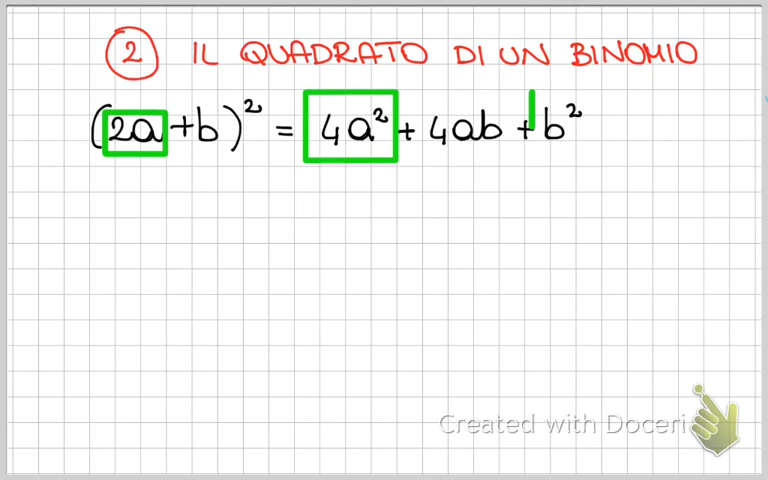 2 IL QUADRATO DI UN BINOMIO
(2a+b)² = 4a² + 4ab + b²
Created with Doceri